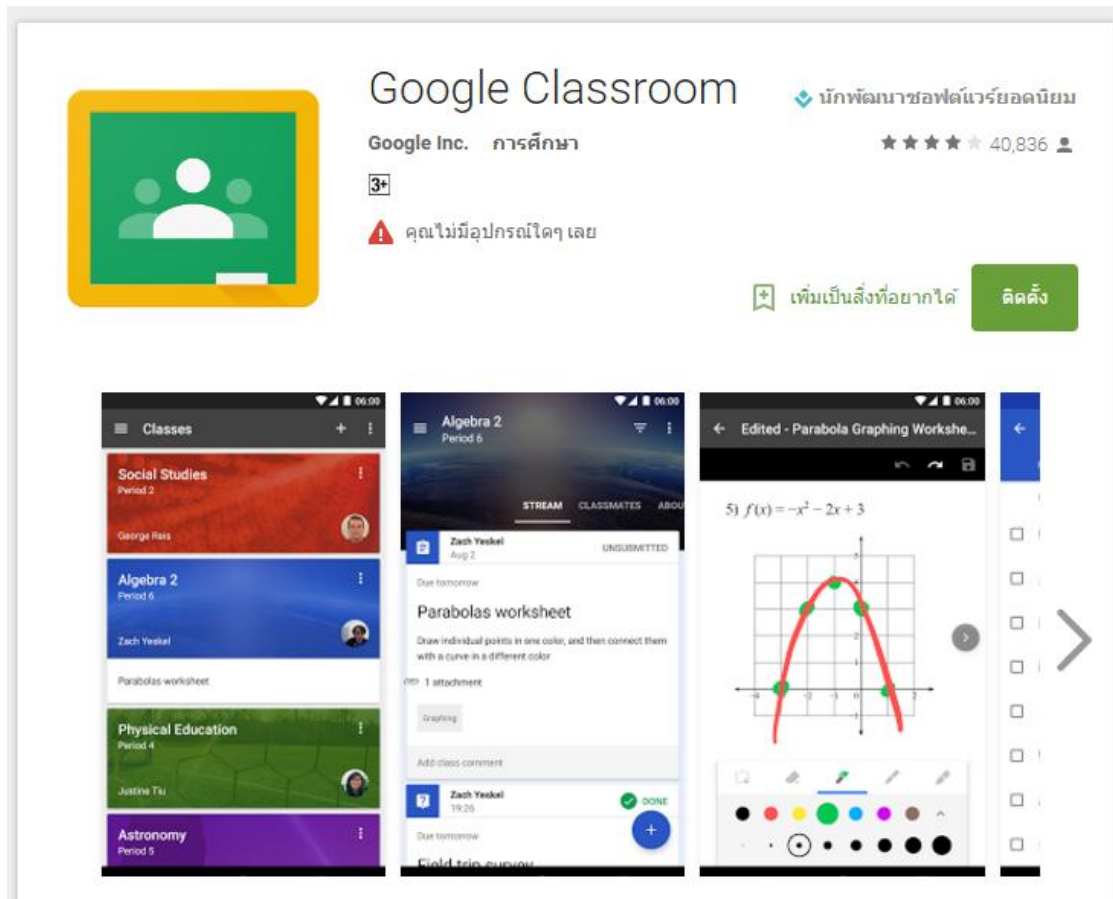 Google Classroom
นักพัฒนาซอฟต์แวร์ยอดนิยม
Google Inc. การศึกษา
40,836
3+
คุณไม่มีอุปกรณ์ใดๆ เลย
เพิ่มเป็นสิ่งที่อยากได้
ติดตั้ง
06:00
Classes
Social Studies
Period 2
George Reis
Algebra 2
Period 6
Zach Yeskel
Parabolas worksheet
Physical Education
Period 4
Justine Tiu
Astronomy
Period 5
06:00
Algebra 2
Period 6
STREAM CLASSMATES ABOU
Zach Yeskel
Aug 2
UNSUBMITTED
Due tomorrow
Parabolas worksheet
Draw individual points in one color, and then connect them
with a curve in a different color
1 attachment
Graphing
Add class comment
Zach Yeskel
19:26
DONE
Due tomorrow
Field trip survey
06:00
Edited - Parabola Graphing Workshe...
5) f(x) = −x² − 2x + 3